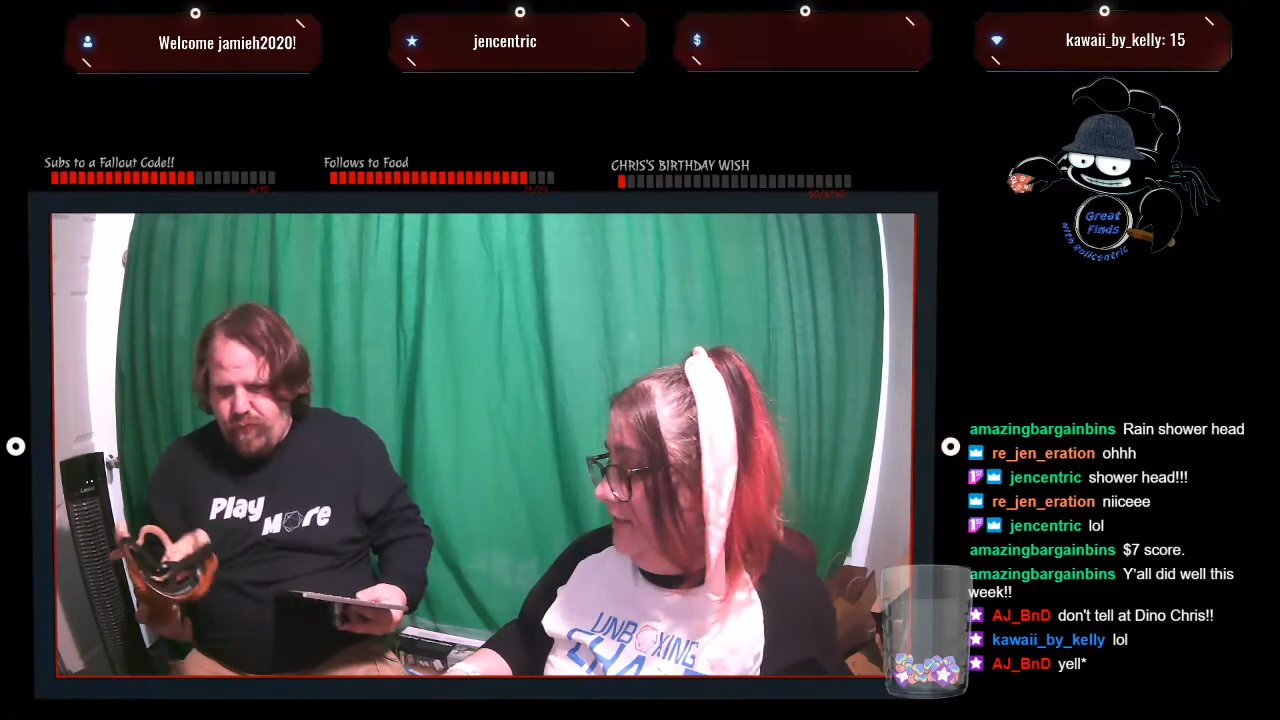 Welcome jamieh2020!
jencentric
$
kawaii_by_kelly: 15
Subs to a Fallout Code!!
Follows to Food
CHRIS'S BIRTHDAY WISH
Great
Finds
with Rollcentric
Play
More
UNBOXING
amazingbargainbins Rain shower head
re_jen_eration ohhh
jencentric shower head!!!
re_jen_eration niiceee
jencentric lol
amazingbargainbins $7 score.
amazingbargainbins Y'all did well this
week!!
AJ_BnD don't tell at Dino Chris!!
kawaii_by_kelly lol
AJ_BnD yell*